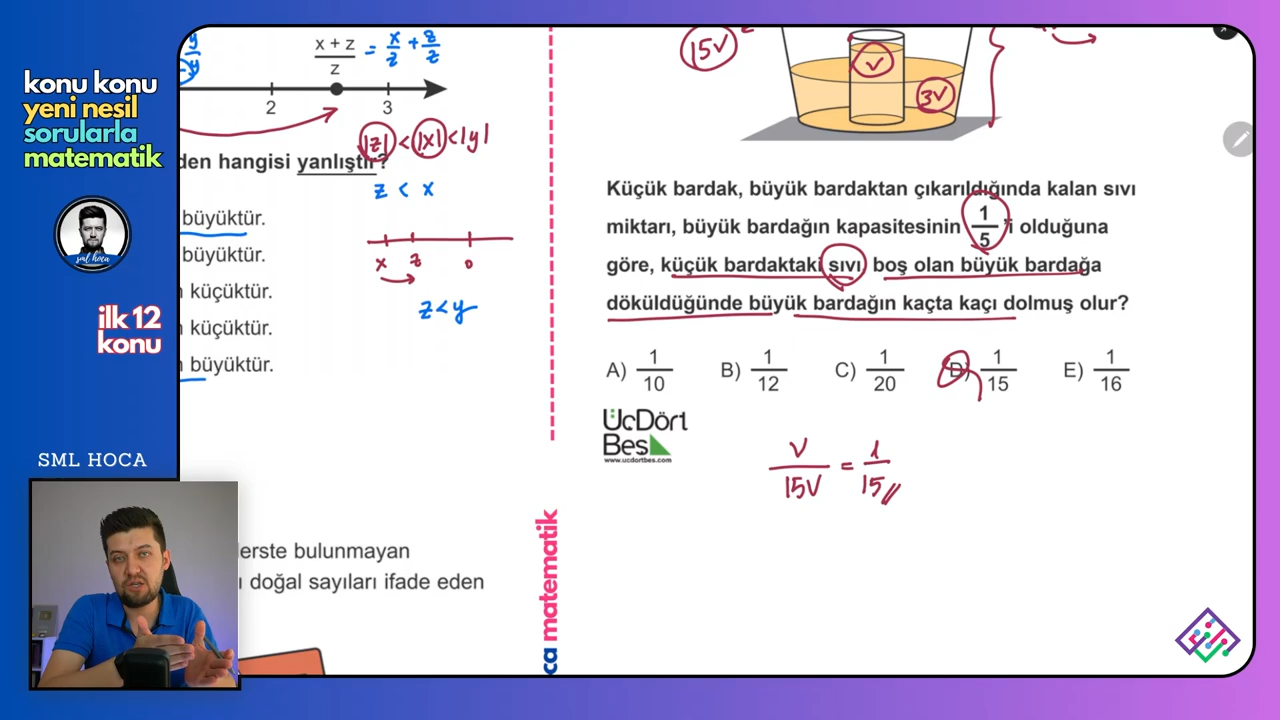 konu konu
yeni nesil
sorularla
matematik
sml hoca
ilk 12
konu
SML HOCA
x + z
z
= x/z + z/z
2
3
|z| < |x| < |y|
den hangisi yanlıştır?
z < x
büyüktür.
büyüktür.
küçüktür.
küçüktür.
büyüktür.
x z 0
z < y
erste bulunmayan
doğal sayıları ifade eden
ca matematik
15V
V
3V
Küçük bardak, büyük bardaktan çıkarıldığında kalan sıvı
miktarı, büyük bardağın kapasitesinin 1/5 'i olduğuna
göre, küçük bardaktaki sıvı, boş olan büyük bardağa
döküldüğünde büyük bardağın kaçta kaçı dolmuş olur?
A) 1/10 B) 1/12 C) 1/20 D) 1/15 E) 1/16
ÜçDört
Beş
www.ucdortbes.com
V/15V = 1/15